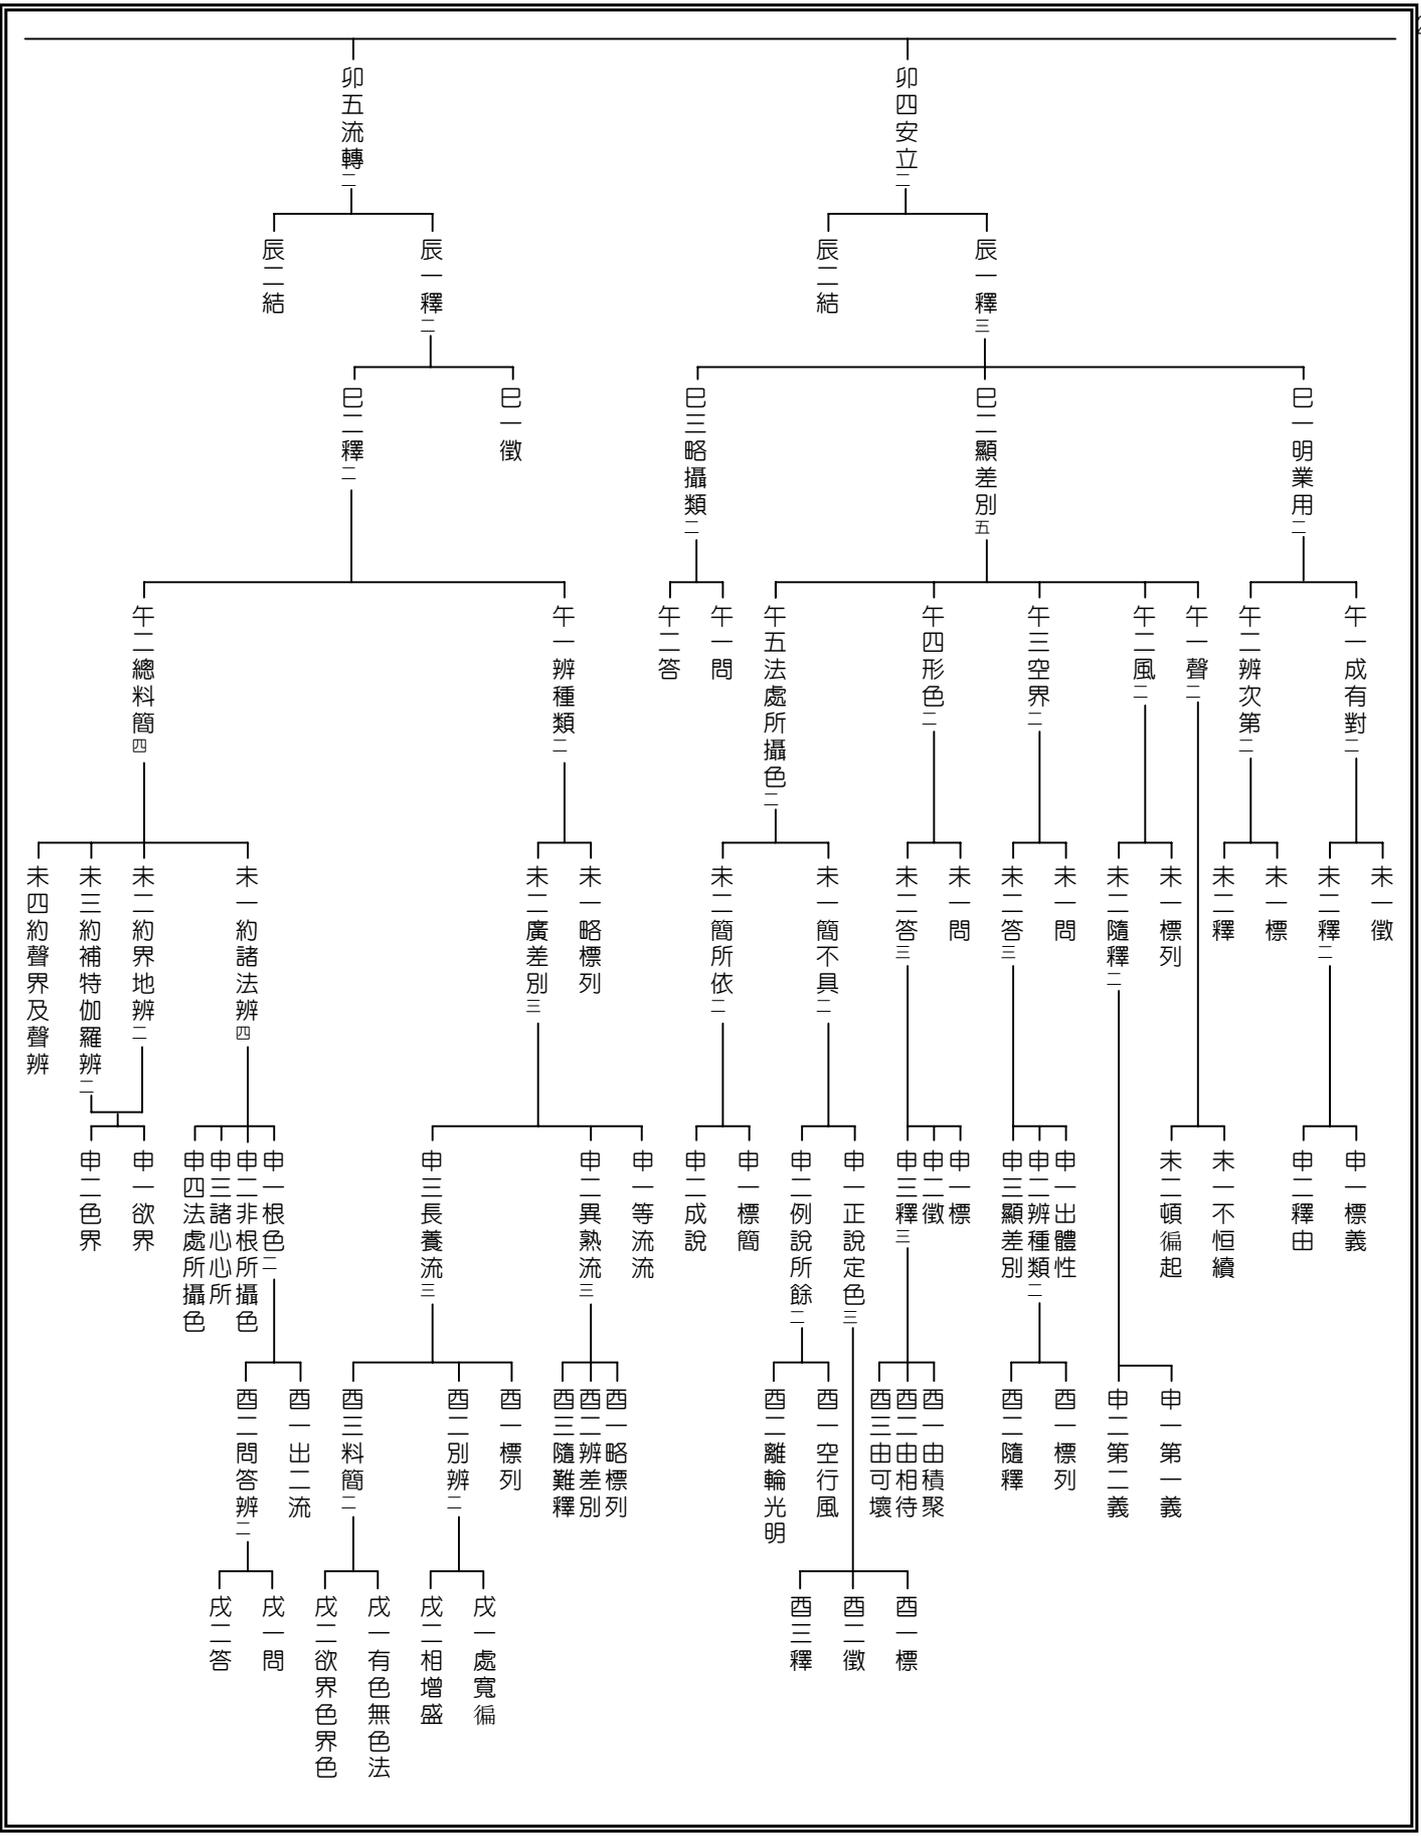 卯四安立二
卯五流轉二
辰一釋三
辰二結
辰一釋二
辰二結
巳一明業用二
巳二顯差別五
巳三略攝類二
巳一徵
巳二釋二
午一成有對二
午二辨次第二
午一聲二
午二風二
午三空界二
午四形色二
午五法處所攝色二
午一問
午二答
午一辨種類二
午二總料簡四
未一徵
未二釋二
未一標
未二釋
未一標列
未二隨釋二
未一問
未二答三
未一問
未二答三
未一簡不具二
未二簡所依二
未一略標列
未二廣差別三
未一約諸法辨四
未二約界地辨二
未三約補特伽羅辨二
未四約聲界及聲辨
申一標義
申二釋由
未一不恒續
未二頓徧起
申一出體性
申二辨種類二
申三顯差別
申一標
申二徵
申三釋三
申一正說定色三
申二例說所餘二
申一標簡
申二成說
申一等流流
申二異熟流三
申三長養流三
申一根色二
申二非根所攝色
申三諸心心所
申四法處所攝色
申一欲界
申二色界
申一第一義
申二第二義
酉一標列
酉二隨釋
酉一由積聚
酉二由相待
酉三由可壞
酉一空行風
酉二離輪光明
酉一略標列
酉二辨差別
酉三隨難釋
酉一標列
酉二別辨二
酉三料簡二
酉一出二流
酉二問答辨二
酉一標
酉二徵
酉三釋
戌一處寬徧
戌二相增盛
戌一有色無色法
戌二欲界色界色
戌一問
戌二答